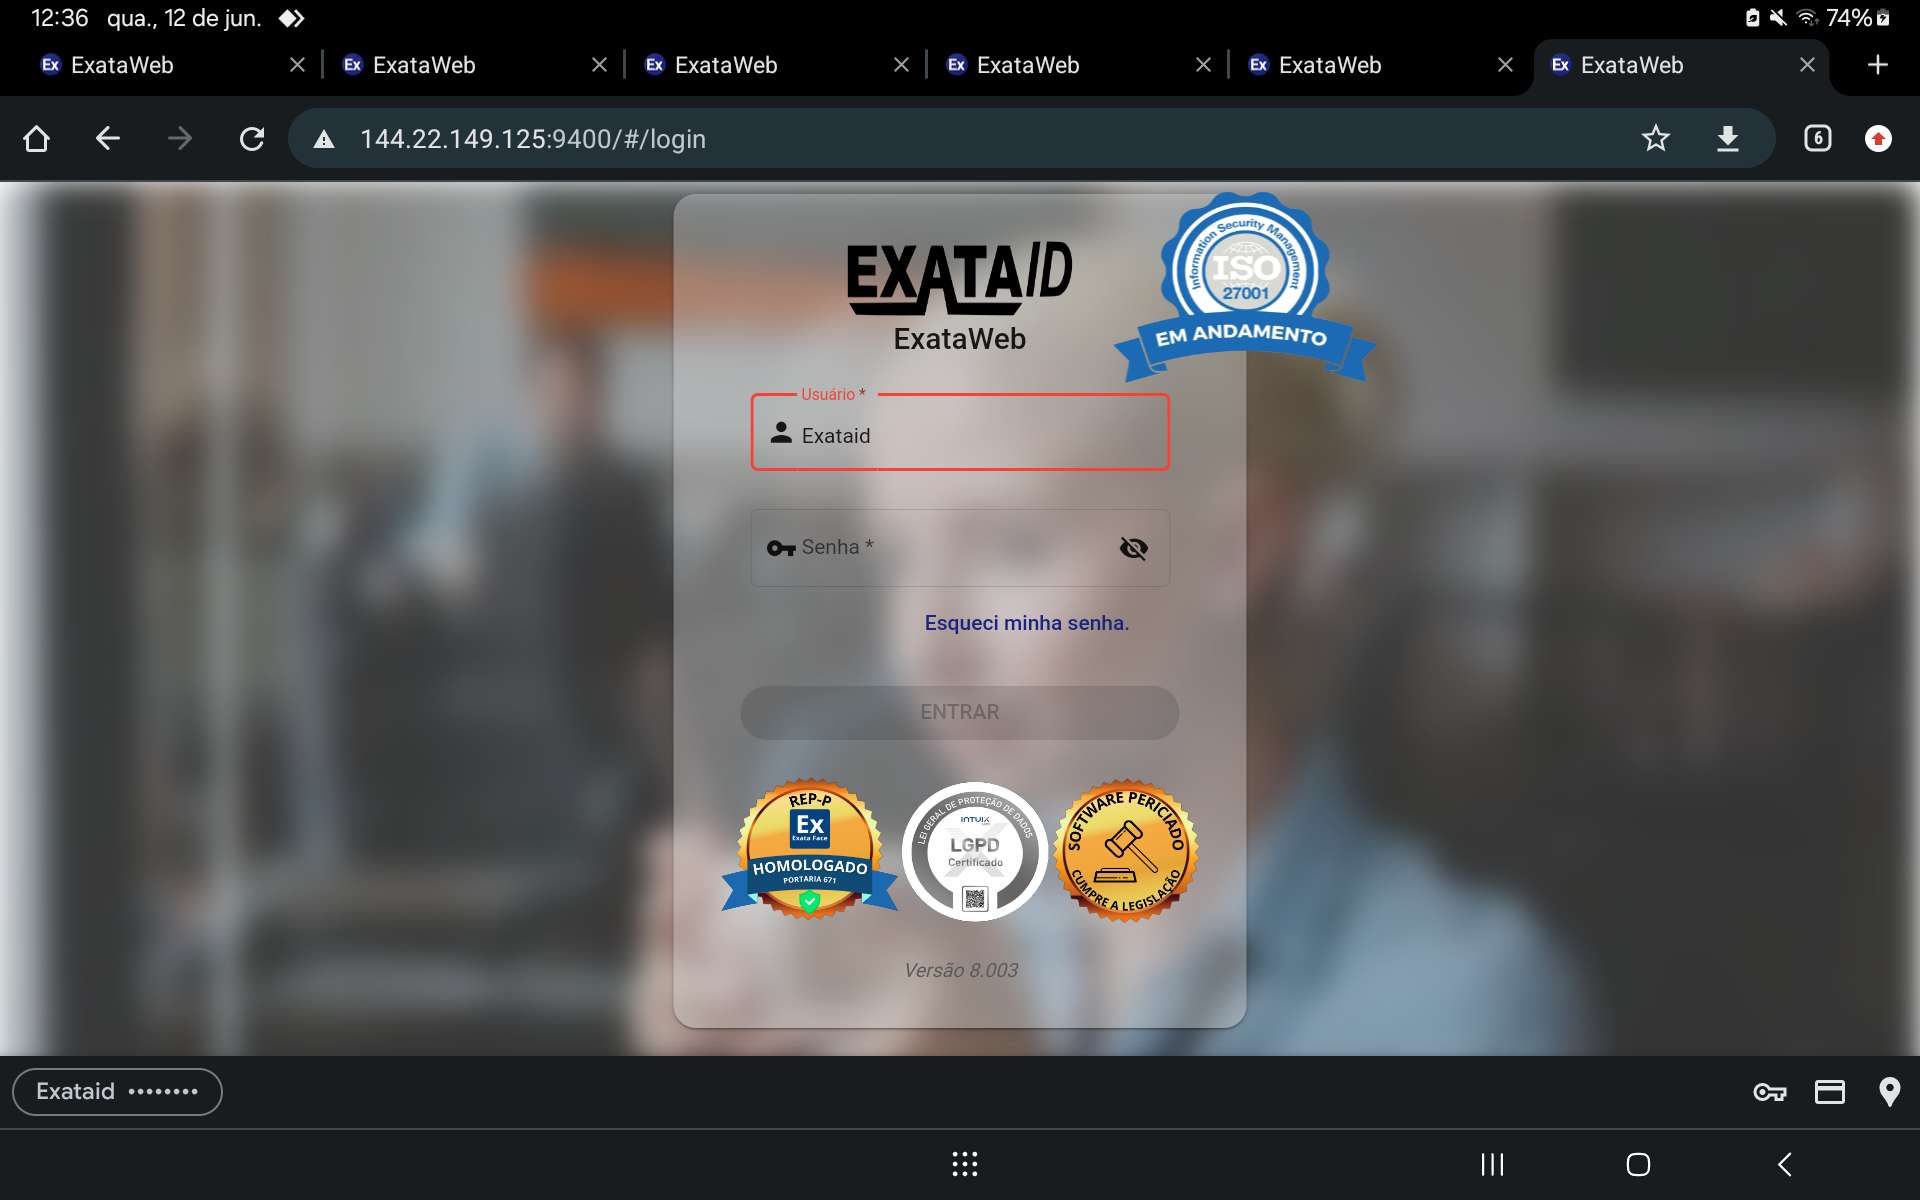 12:36 qua., 12 de jun. 74%
Ex ExataWeb
Ex ExataWeb
Ex ExataWeb
Ex ExataWeb
Ex ExataWeb
Ex ExataWeb
144.22.149.125:9400/#/login
6
EXATAID
ExataWeb
Information Security Management
ISO
27001
EM ANDAMENTO
Usuário *
Exataid
Senha *
Esqueci minha senha.
ENTRAR
REP-P
Ex
Exata Face
HOMOLOGADO
PORTARIA 671
LEI GERAL DE PROTEÇÃO DE DADOS
INTUIX
LGPD
Certificado
SOFTWARE PERICIADO
CUMPRE A LEGISLAÇÃO
Versão 8.003
Exataid ••••••••